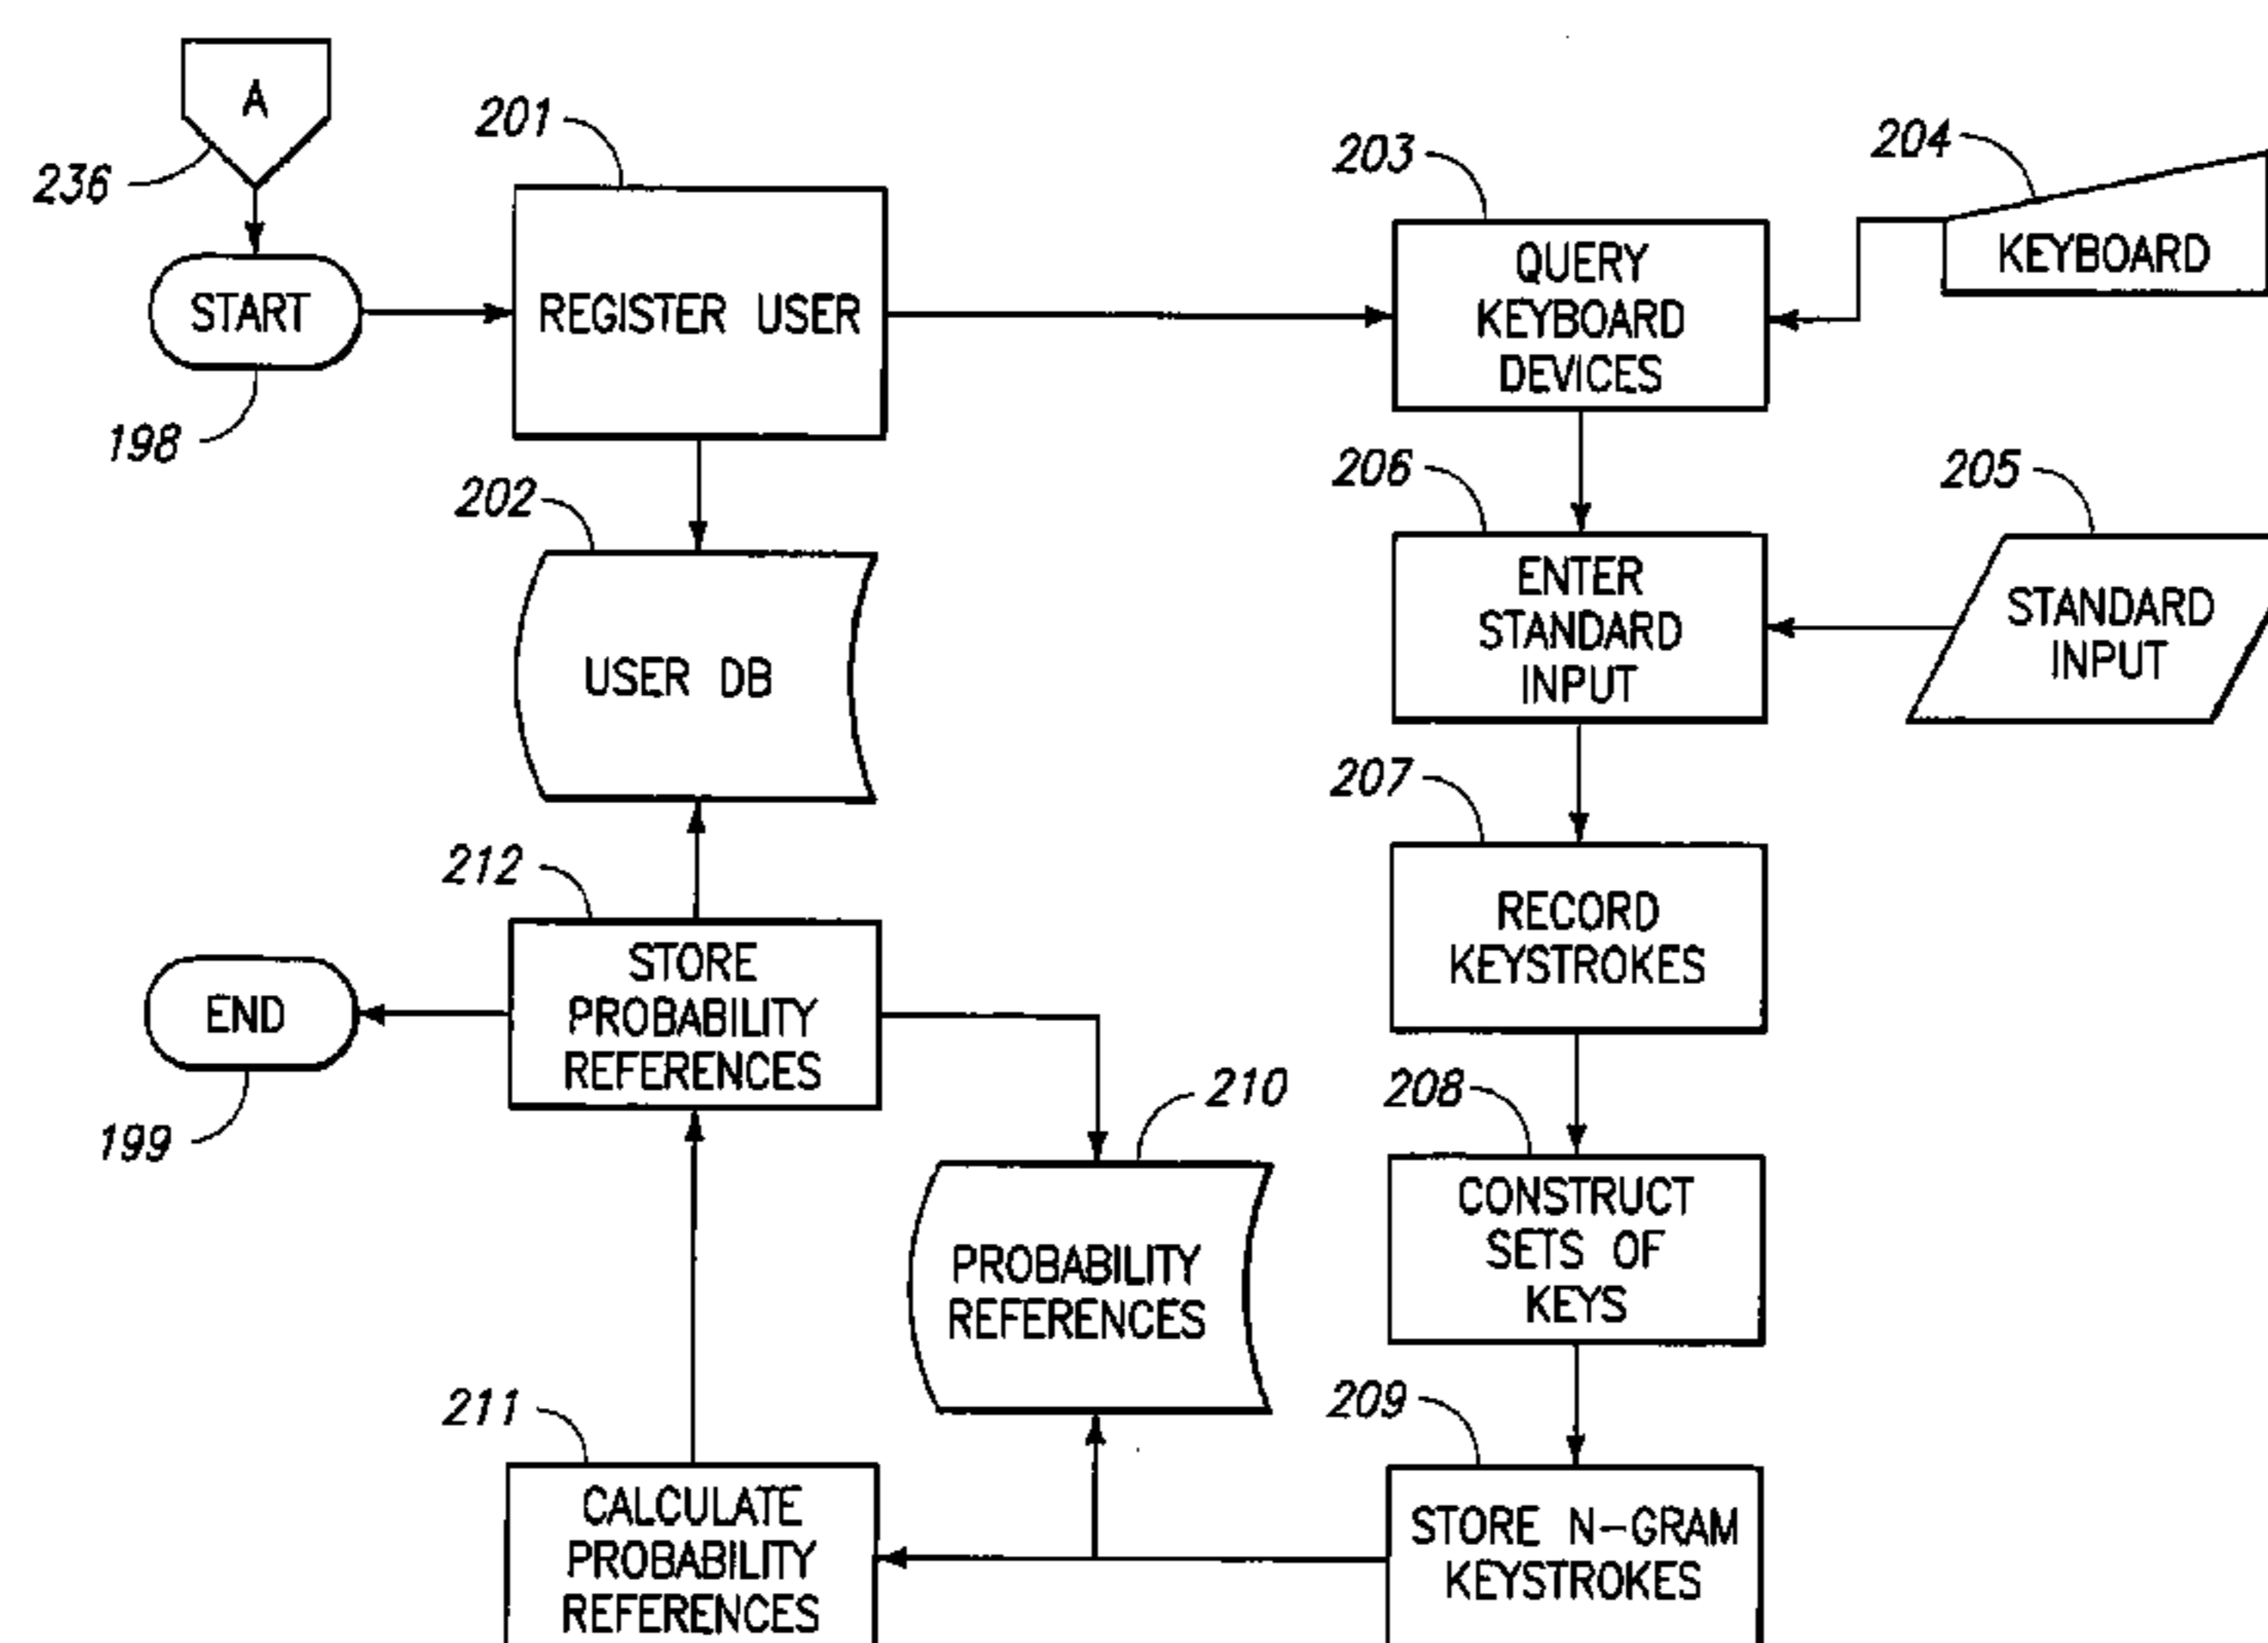 A
236
START
198
201
REGISTER USER
203
QUERY
KEYBOARD
DEVICES
204
KEYBOARD
202
USER DB
206
ENTER
STANDARD
INPUT
205
STANDARD
INPUT
207
RECORD
KEYSTROKES
212
STORE
PROBABILITY
REFERENCES
END
199
210
PROBABILITY
REFERENCES
208
CONSTRUCT
SETS OF
KEYS
211
CALCULATE
PROBABILITY
REFERENCES
209
STORE N-GRAM
KEYSTROKES